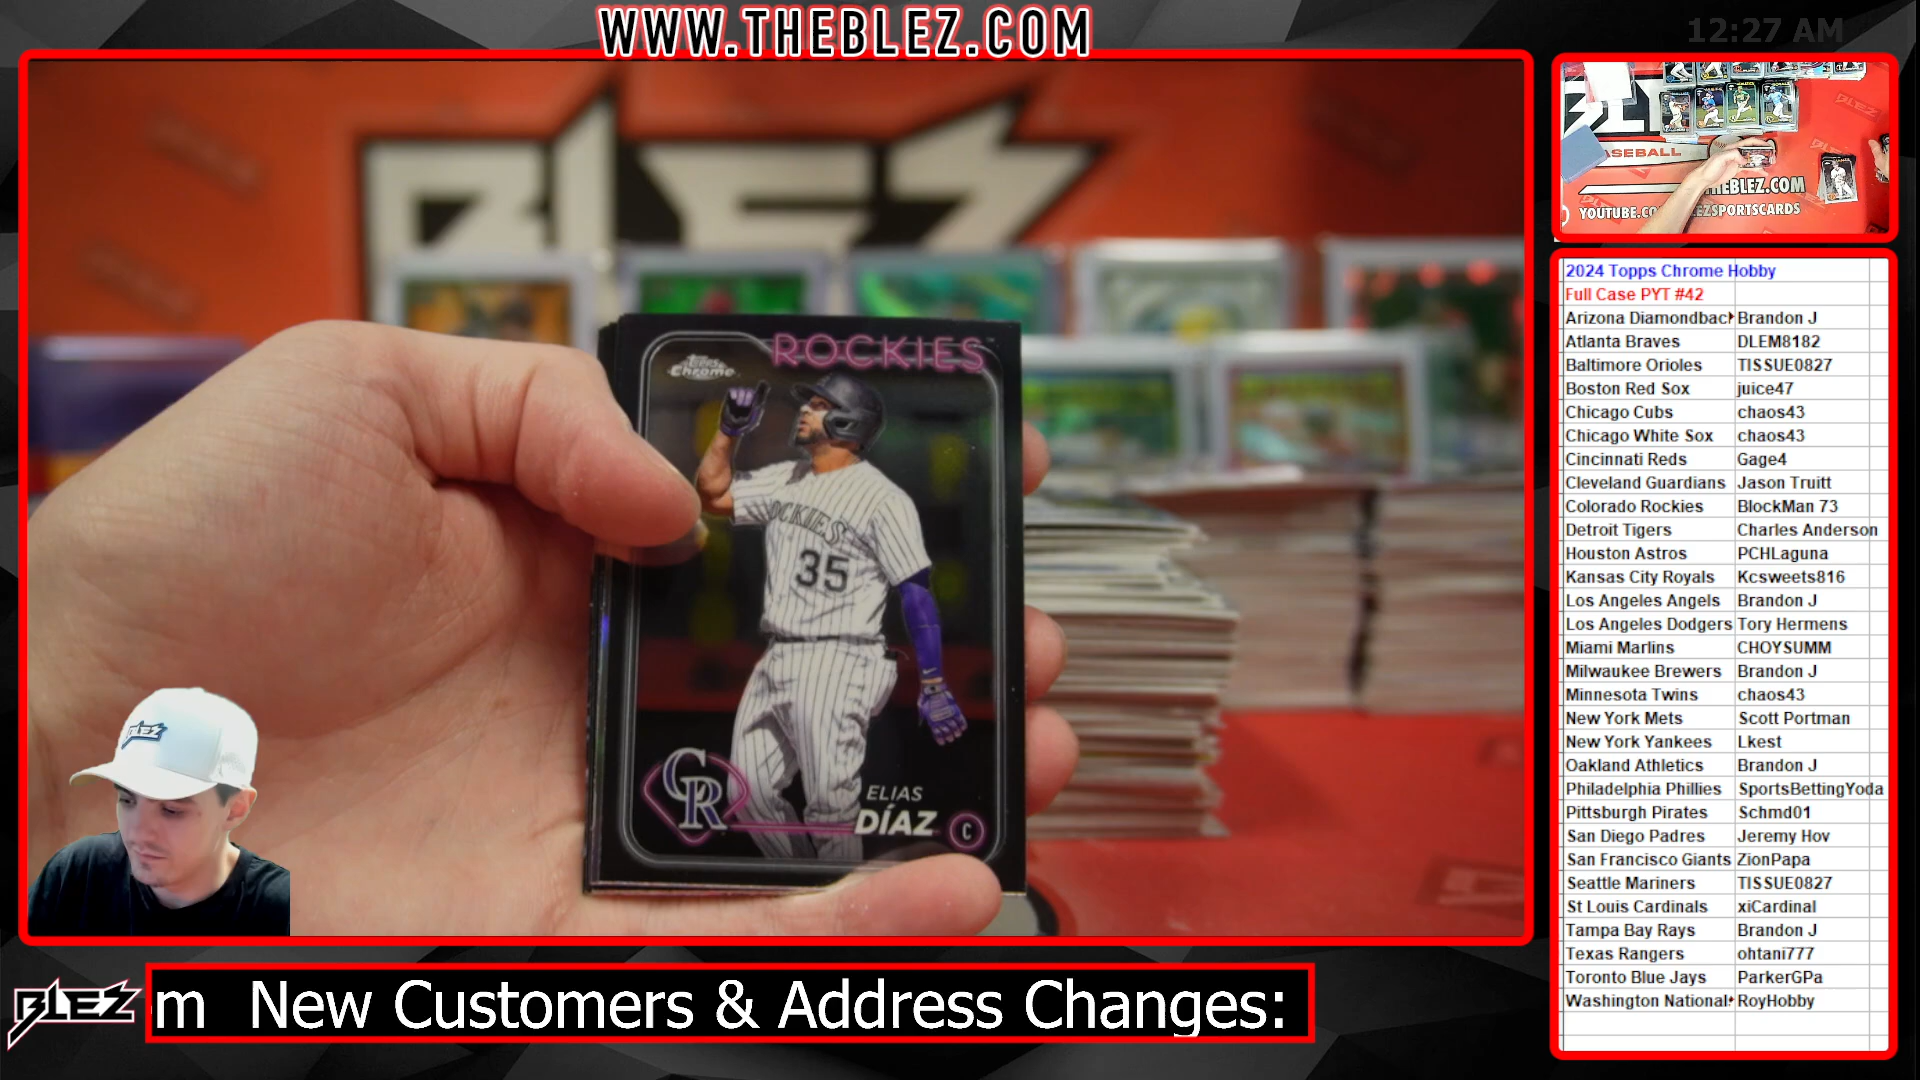 WWW.THEBLEZ.COM
12:27 AM
BLEZ
Topps Chrome
ROCKIES
ROCKIES
35
CR
ELIAS
DÍAZ
C
BLEZ
BLEZ
m New Customers & Address Changes:
ASEBALL
THEBLEZ.COM
YOUTUBE.CO EZSPORTSCARDS
2024 Topps Chrome Hobby
Full Case PYT #42
Arizona Diamondbac Brandon J
Atlanta Braves DLEM8182
Baltimore Orioles TISSUE0827
Boston Red Sox juice47
Chicago Cubs chaos43
Chicago White Sox chaos43
Cincinnati Reds Gage4
Cleveland Guardians Jason Truitt
Colorado Rockies BlockMan 73
Detroit Tigers Charles Anderson
Houston Astros PCHLaguna
Kansas City Royals Kcsweets816
Los Angeles Angels Brandon J
Los Angeles Dodgers Tory Hermens
Miami Marlins CHOYSUMM
Milwaukee Brewers Brandon J
Minnesota Twins chaos43
New York Mets Scott Portman
New York Yankees Lkest
Oakland Athletics Brandon J
Philadelphia Phillies SportsBettingYoda
Pittsburgh Pirates Schmd01
San Diego Padres Jeremy Hov
San Francisco Giants ZionPapa
Seattle Mariners TISSUE0827
St Louis Cardinals xiCardinal
Tampa Bay Rays Brandon J
Texas Rangers ohtani777
Toronto Blue Jays ParkerGPa
Washington National RoyHobby